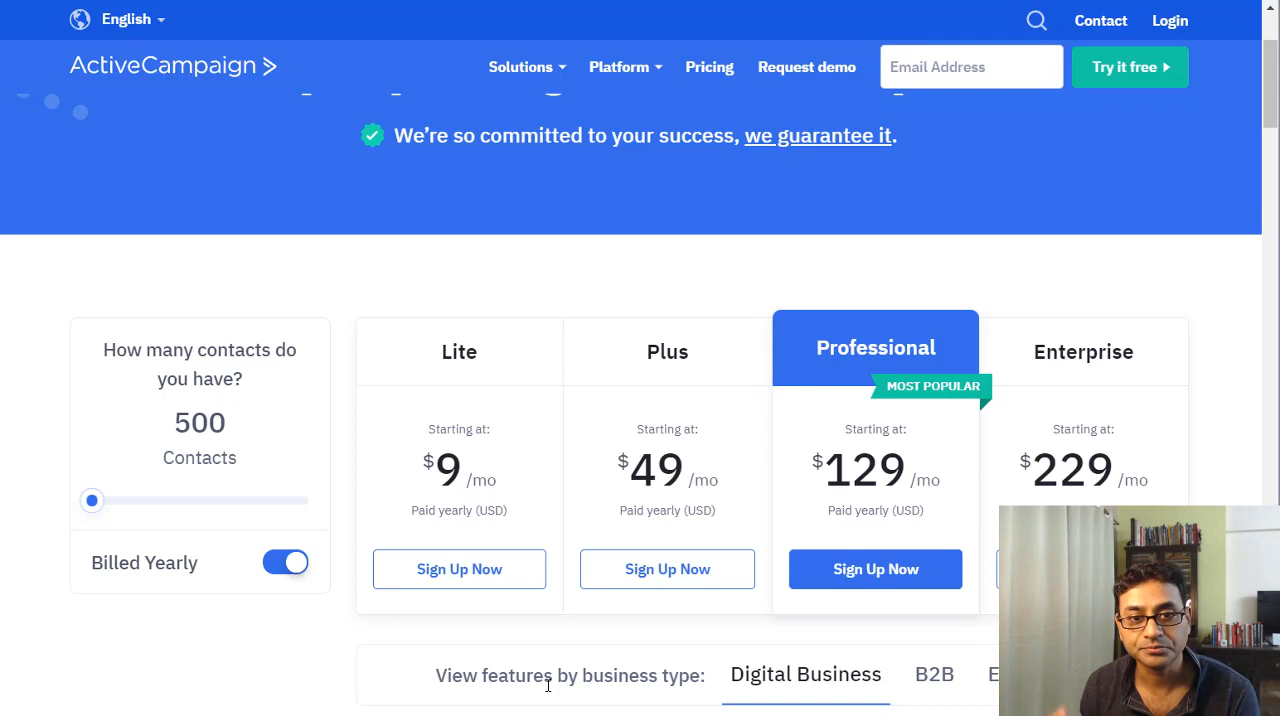 English
Contact
Login
ActiveCampaign >
Solutions
Platform
Pricing
Request demo
Email Address
Try it free
We're so committed to your success, we guarantee it.
How many contacts do
you have?
500
Contacts
Billed Yearly
Lite
Starting at:
$9 /mo
Paid yearly (USD)
Sign Up Now
Plus
Starting at:
$49 /mo
Paid yearly (USD)
Sign Up Now
Professional
MOST POPULAR
Starting at:
$129 /mo
Paid yearly (USD)
Sign Up Now
Enterprise
Starting at:
$229 /mo
View features by business type:
Digital Business
B2B